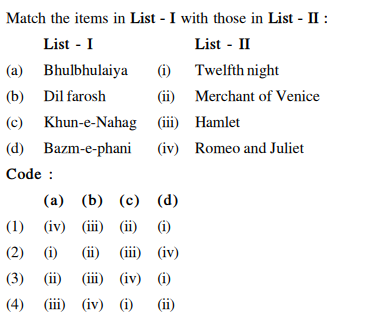 Match the items in List - I with those in List - II :
List - I List - II
(a) Bhulbhulaiya (i) Twelfth night
(b) Dil farosh (ii) Merchant of Venice
(c) Khun-e-Nahag (iii) Hamlet
(d) Bazm-e-phani (iv) Romeo and Juliet
Code :
(a) (b) (c) (d)
(1) (iv) (iii) (ii) (i)
(2) (i) (ii) (iii) (iv)
(3) (ii) (iii) (iv) (i)
(4) (iii) (iv) (i) (ii)